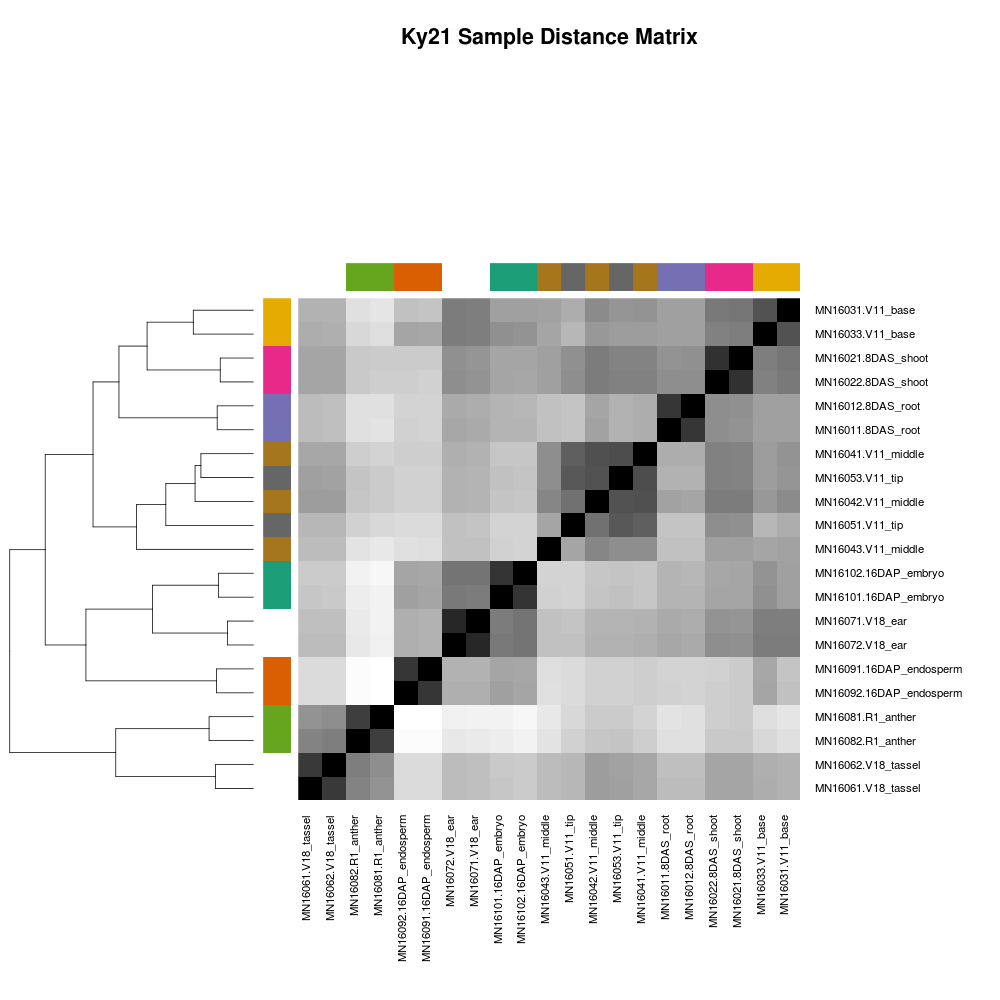 Ky21 Sample Distance Matrix
MN16031.V11_base
MN16033.V11_base
MN16021.8DAS_shoot
MN16022.8DAS_shoot
MN16012.8DAS_root
MN16011.8DAS_root
MN16041.V11_middle
MN16053.V11_tip
MN16042.V11_middle
MN16051.V11_tip
MN16043.V11_middle
MN16102.16DAP_embryo
MN16101.16DAP_embryo
MN16071.V18_ear
MN16072.V18_ear
MN16091.16DAP_endosperm
MN16092.16DAP_endosperm
MN16081.R1_anther
MN16082.R1_anther
MN16062.V18_tassel
MN16061.V18_tassel
MN16061.V18_tassel
MN16062.V18_tassel
MN16082.R1_anther
MN16081.R1_anther
MN16092.16DAP_endosperm
MN16091.16DAP_endosperm
MN16072.V18_ear
MN16071.V18_ear
MN16101.16DAP_embryo
MN16102.16DAP_embryo
MN16043.V11_middle
MN16051.V11_tip
MN16042.V11_middle
MN16053.V11_tip
MN16041.V11_middle
MN16011.8DAS_root
MN16012.8DAS_root
MN16022.8DAS_shoot
MN16021.8DAS_shoot
MN16033.V11_base
MN16031.V11_base